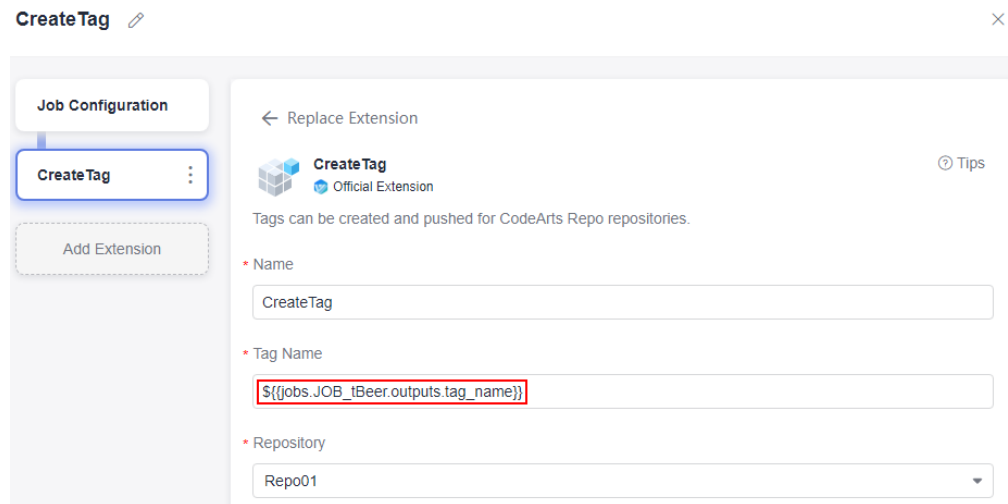 CreateTag
Job Configuration
CreateTag
Add Extension
Replace Extension
CreateTag
Official Extension
Tips
Tags can be created and pushed for CodeArts Repo repositories.
* Name
CreateTag
* Tag Name
${{jobs.JOB_tBeer.outputs.tag_name}}
* Repository
Repo01